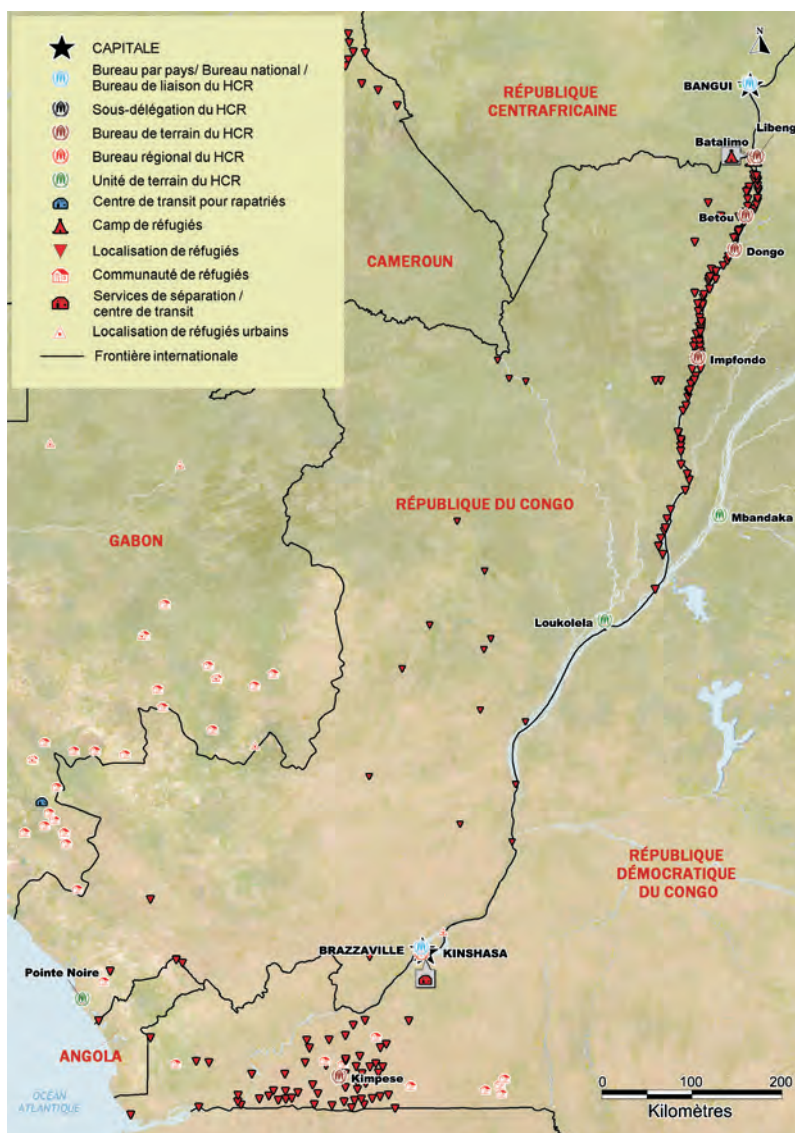 CAPITALE
Bureau par pays/ Bureau national /
Bureau de liaison du HCR
Sous-délégation du HCR
Bureau de terrain du HCR
Bureau régional du HCR
Unité de terrain du HCR
Centre de transit pour rapatriés
Camp de réfugiés
Localisation de réfugiés
Communauté de réfugiés
Services de séparation /
centre de transit
Localisation de réfugiés urbains
Frontière internationale
N
RÉPUBLIQUE
CENTRAFRICAINE
BANGUI
Libeng
Batalimo
Betou
Dongo
CAMEROUN
Impfondo
RÉPUBLIQUE DU CONGO
Mbandaka
GABON
Loukolela
RÉPUBLIQUE
DÉMOCRATIQUE
DU CONGO
BRAZZAVILLE
KINSHASA
Pointe Noire
ANGOLA
Kimpese
OCÉAN
ATLANTIQUE
0 100 200
Kilomètres